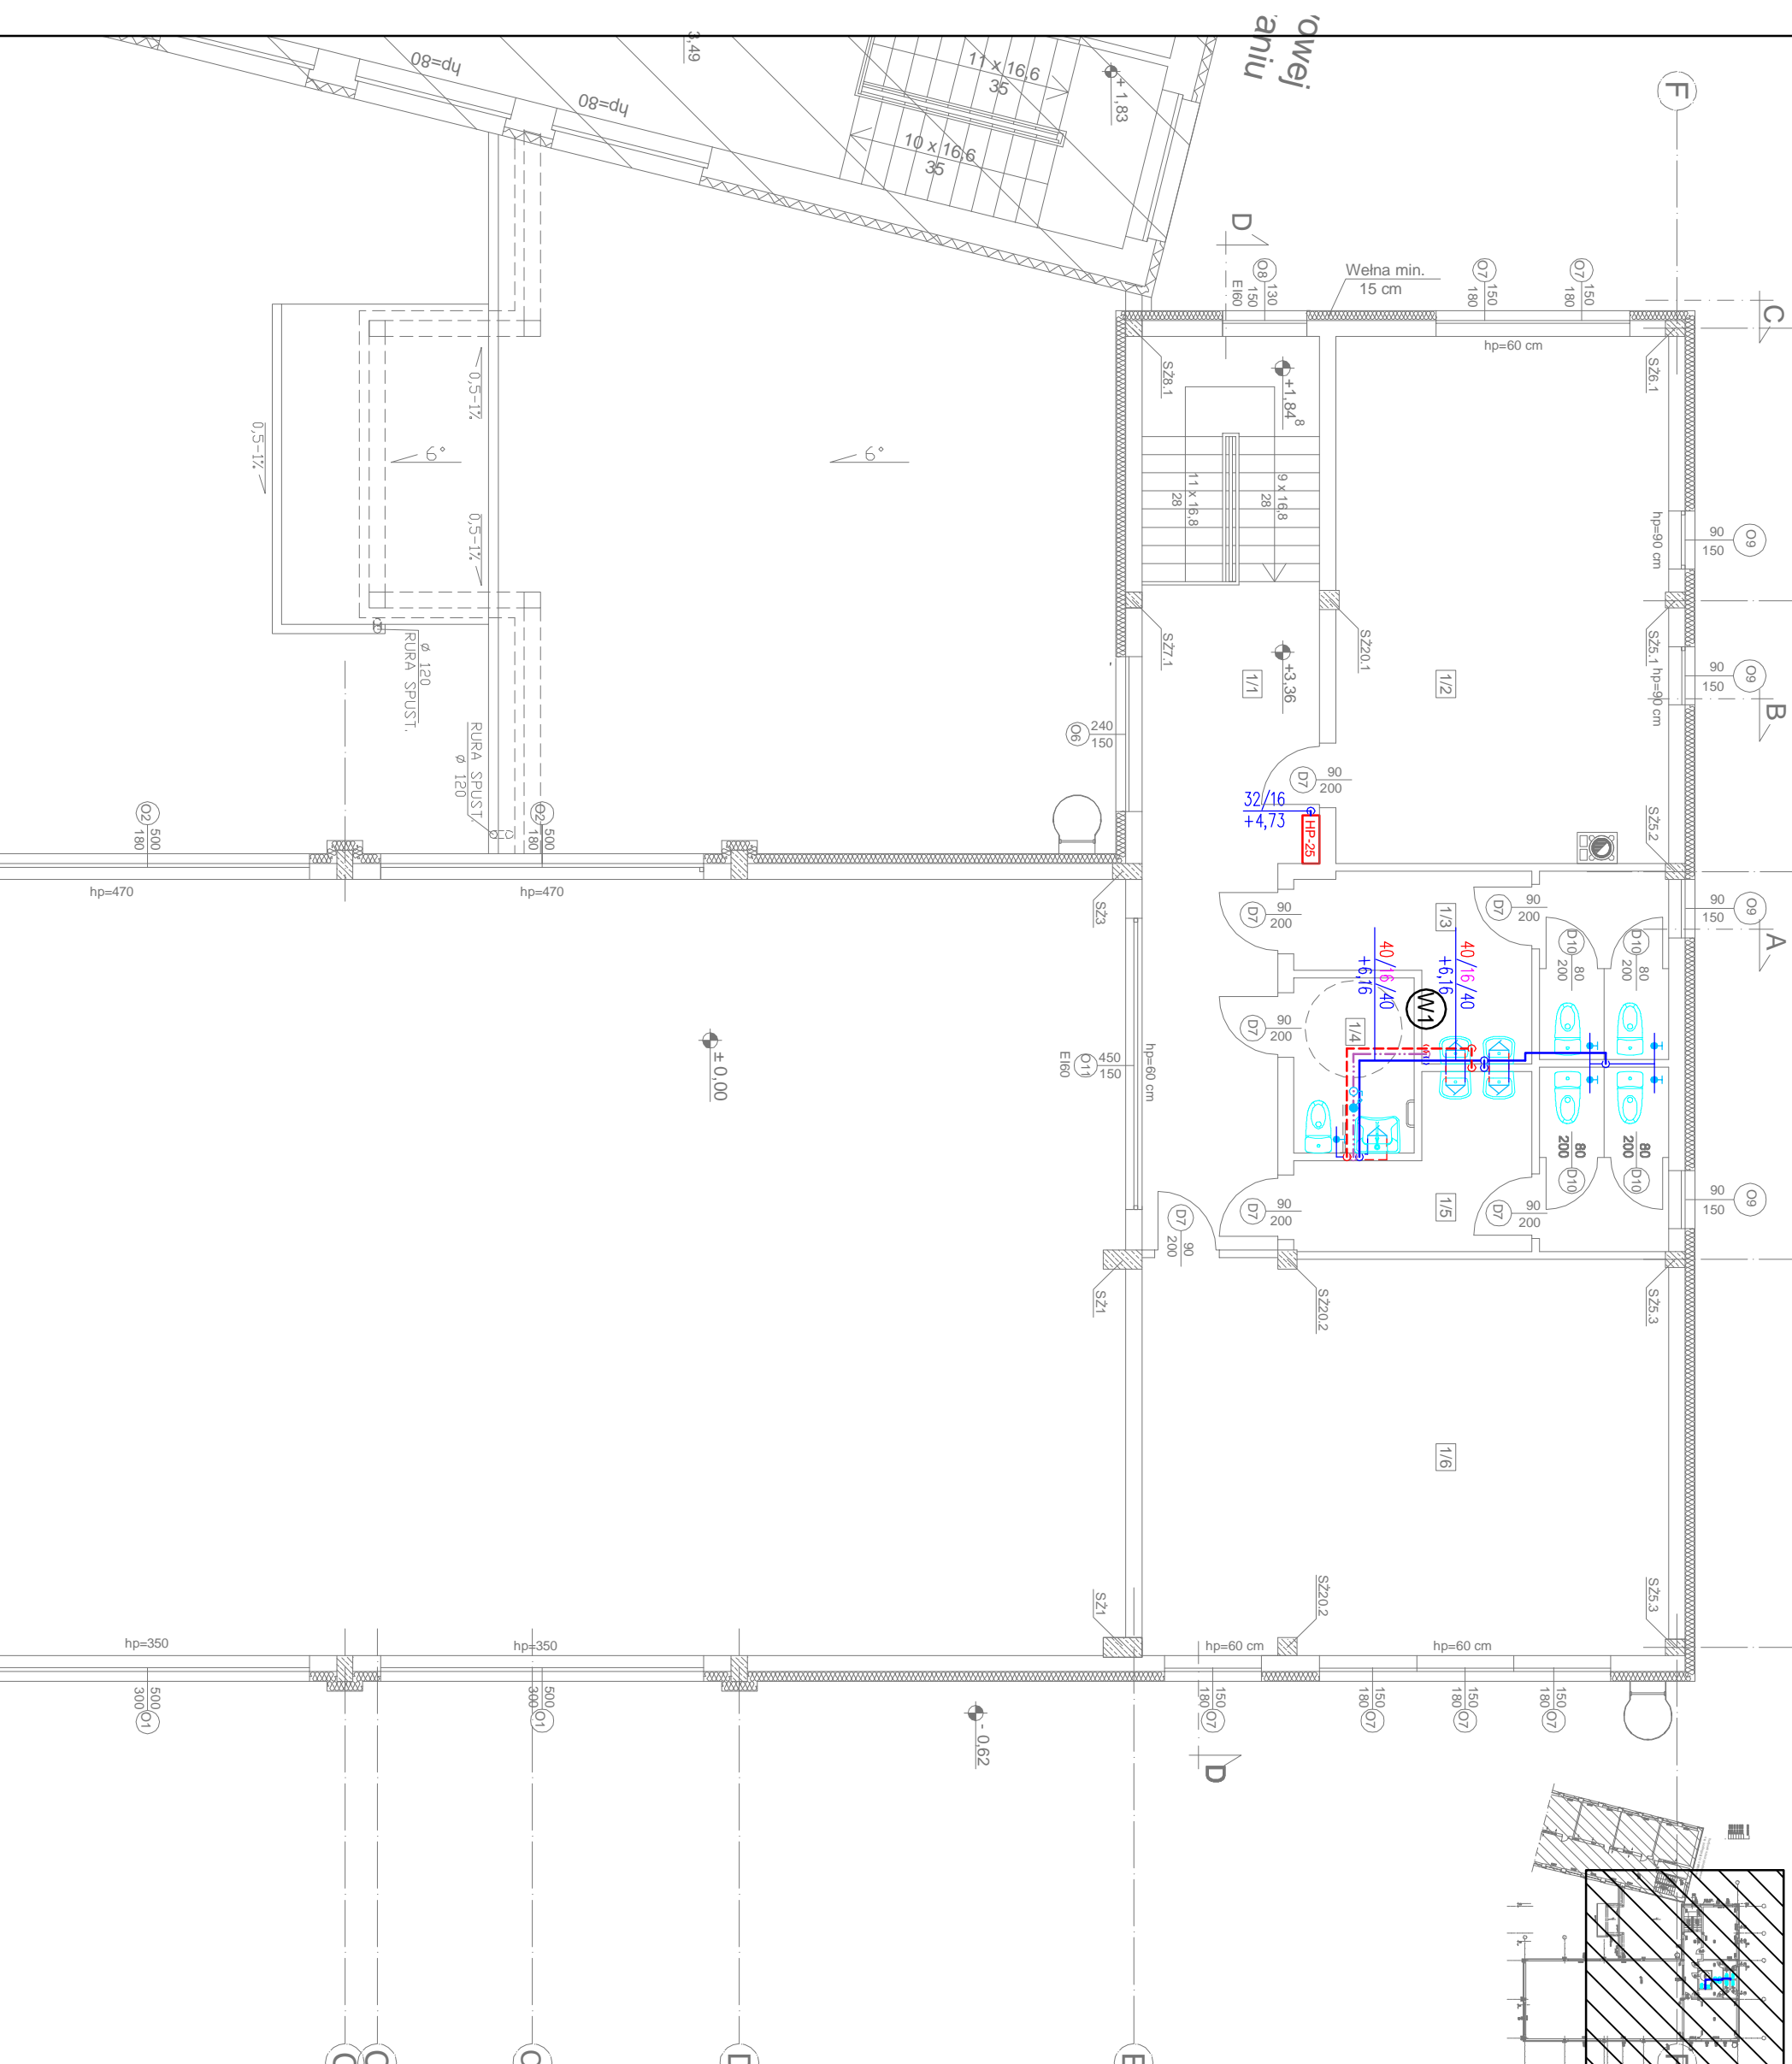 owej
aniu
3,49
hp=80
hp=80
11 x 16,6
35
+ 1,83
10 x 16,6
35
F
D
O8
130
150
EI60
Wełna min.
15 cm
O7
150
180
O7
150
180
C
hp=60 cm
SŻ8.1
SŻ6.1
+1,84
8
9 x 16,8
28
11 x 16,8
28
0,5-1%
0,5-1%
0,5-1%
6°
6°
hp=90 cm
90
150
O9
SŻ7.1
SŻ20.1
SŻ5.1
hp=90 cm
90
150
O9
B
+3,36
1/1
1/2
ø 120
RURA SPUST.
RURA SPUST.
ø 120
O6
240
150
D7
90
200
32/16
+4,73
HP-25
O2
500
180
O2
500
180
SŻ5.2
hp=470
hp=470
SŻ3
D7
90
200
1/3
D7
90
200
D10
80
200
D10
80
200
90
150
O9
A
40/16/40
+6,16
40/16/40
+6,16
W1
1/4
D7
90
200
± 0,00
O11
450
150
EI60
hp=60 cm
D10
80
200
D10
80
200
D7
90
200
D7
90
200
1/5
D7
90
200
90
150
O9
SŻ1
SŻ20.2
SŻ5.3
1/6
SŻ1
SŻ20.2
SŻ5.3
hp=350
hp=350
hp=60 cm
hp=60 cm
500
300
O1
500
300
O1
150
180
O7
150
180
O7
150
180
O7
150
180
O7
- 0,62
D
E